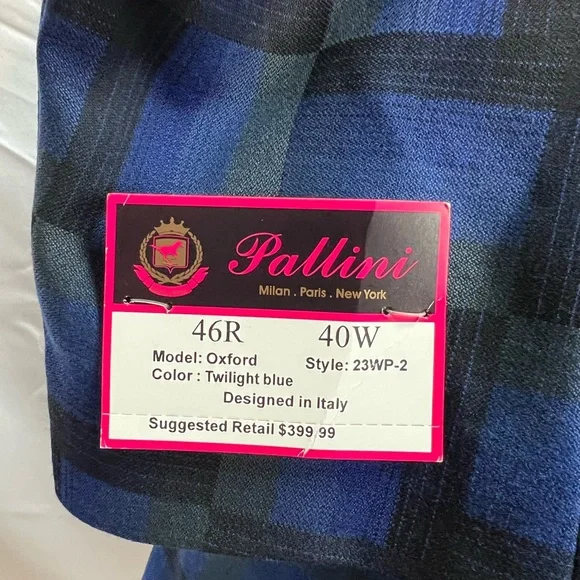 Pallini
Milan . Paris . New York
46R 40W
Model: Oxford Style: 23WP-2
Color : Twilight blue
Designed in Italy
Suggested Retail $399.99